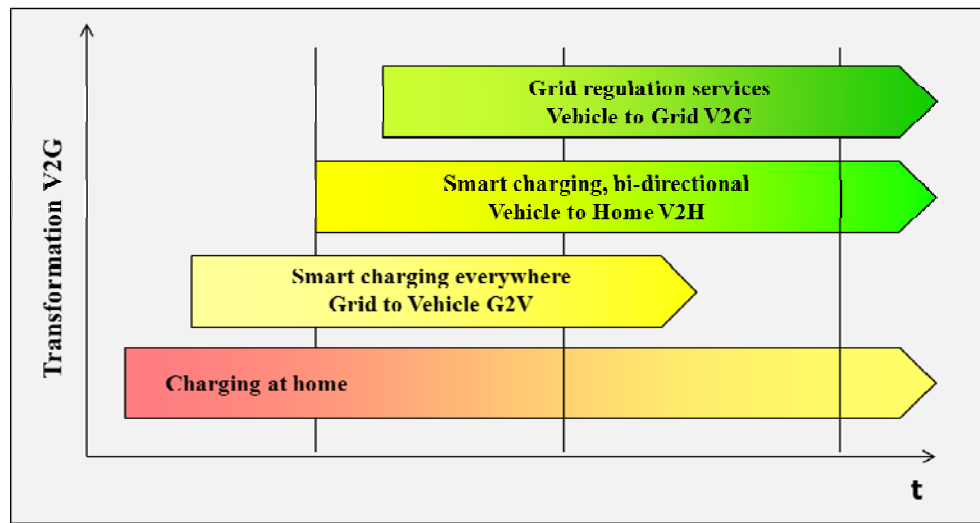 Transformation V2G
Grid regulation services
Vehicle to Grid V2G
Smart charging, bi-directional
Vehicle to Home V2H
Smart charging everywhere
Grid to Vehicle G2V
Charging at home
t